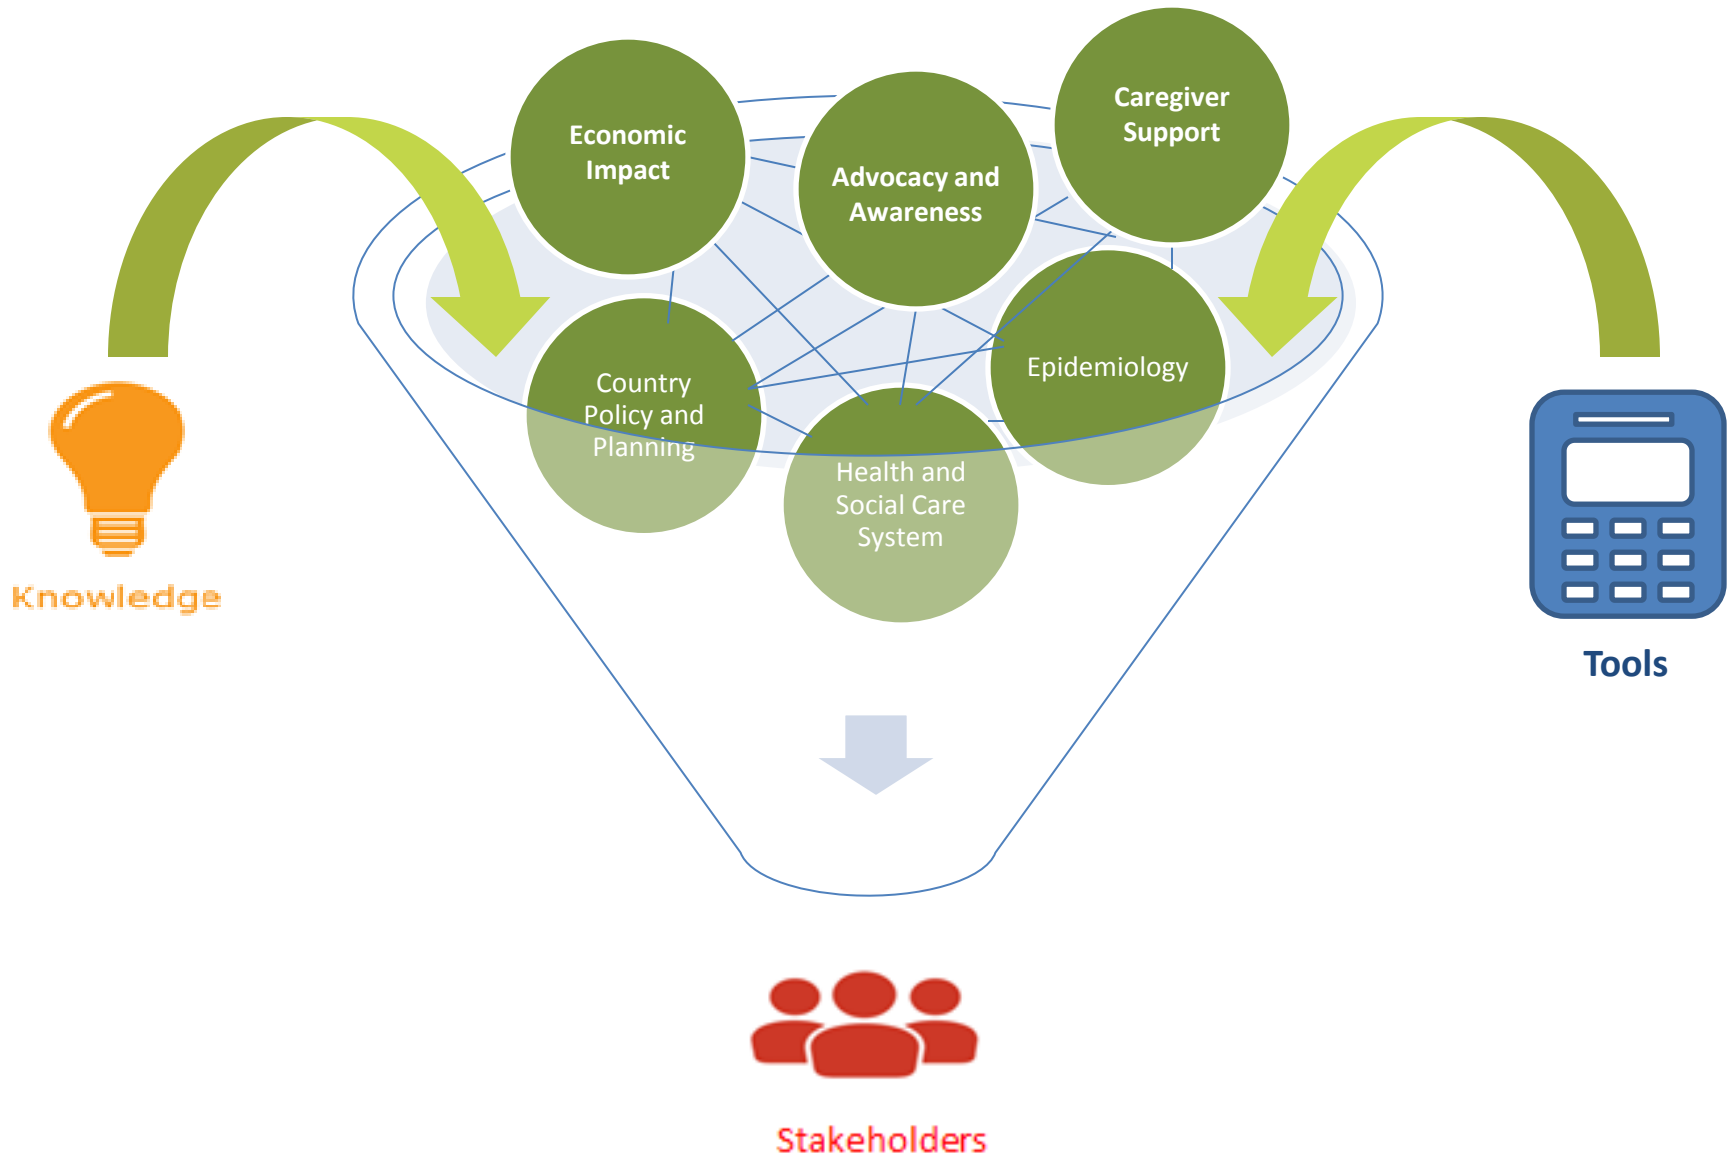 Economic
Impact
Advocacy and
Awareness
Caregiver
Support
Country
Policy and
Planning
Health and
Social Care
System
Epidemiology
Knowledge
Tools
Stakeholders